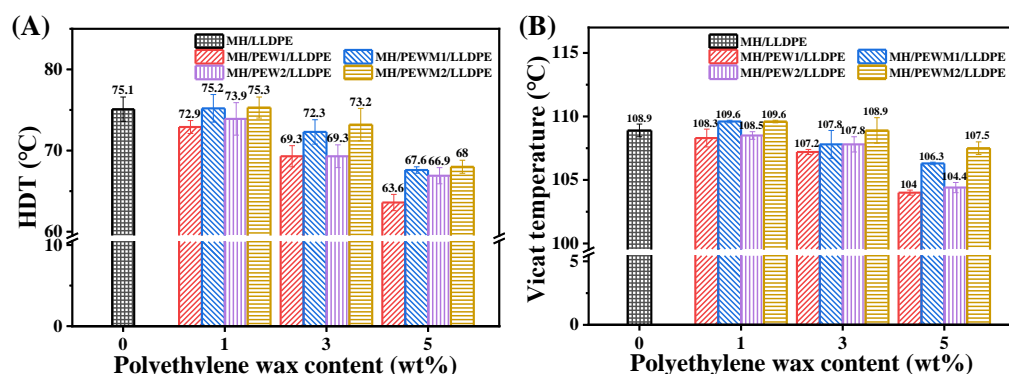 (A)
MH/LLDPE
MH/PEW1/LLDPE MH/PEWM1/LLDPE
MH/PEW2/LLDPE MH/PEWM2/LLDPE
HDT (°C)
80
75
70
65
60
10
0
75.1
72.9 75.2 73.9 75.3
69.3 72.3 69.3 73.2
63.6 67.6 66.9 68
0 1 3 5
Polyethylene wax content (wt%)
(B)
MH/LLDPE
MH/PEW1/LLDPE MH/PEWM1/LLDPE
MH/PEW2/LLDPE MH/PEWM2/LLDPE
Vicat temperature (°C)
115
110
105
100
5
0
108.9
108.3 109.6 108.5 109.6
107.2 107.8 107.8 108.9
104 106.3 104.4 107.5
0 1 3 5
Polyethylene wax content (wt%)